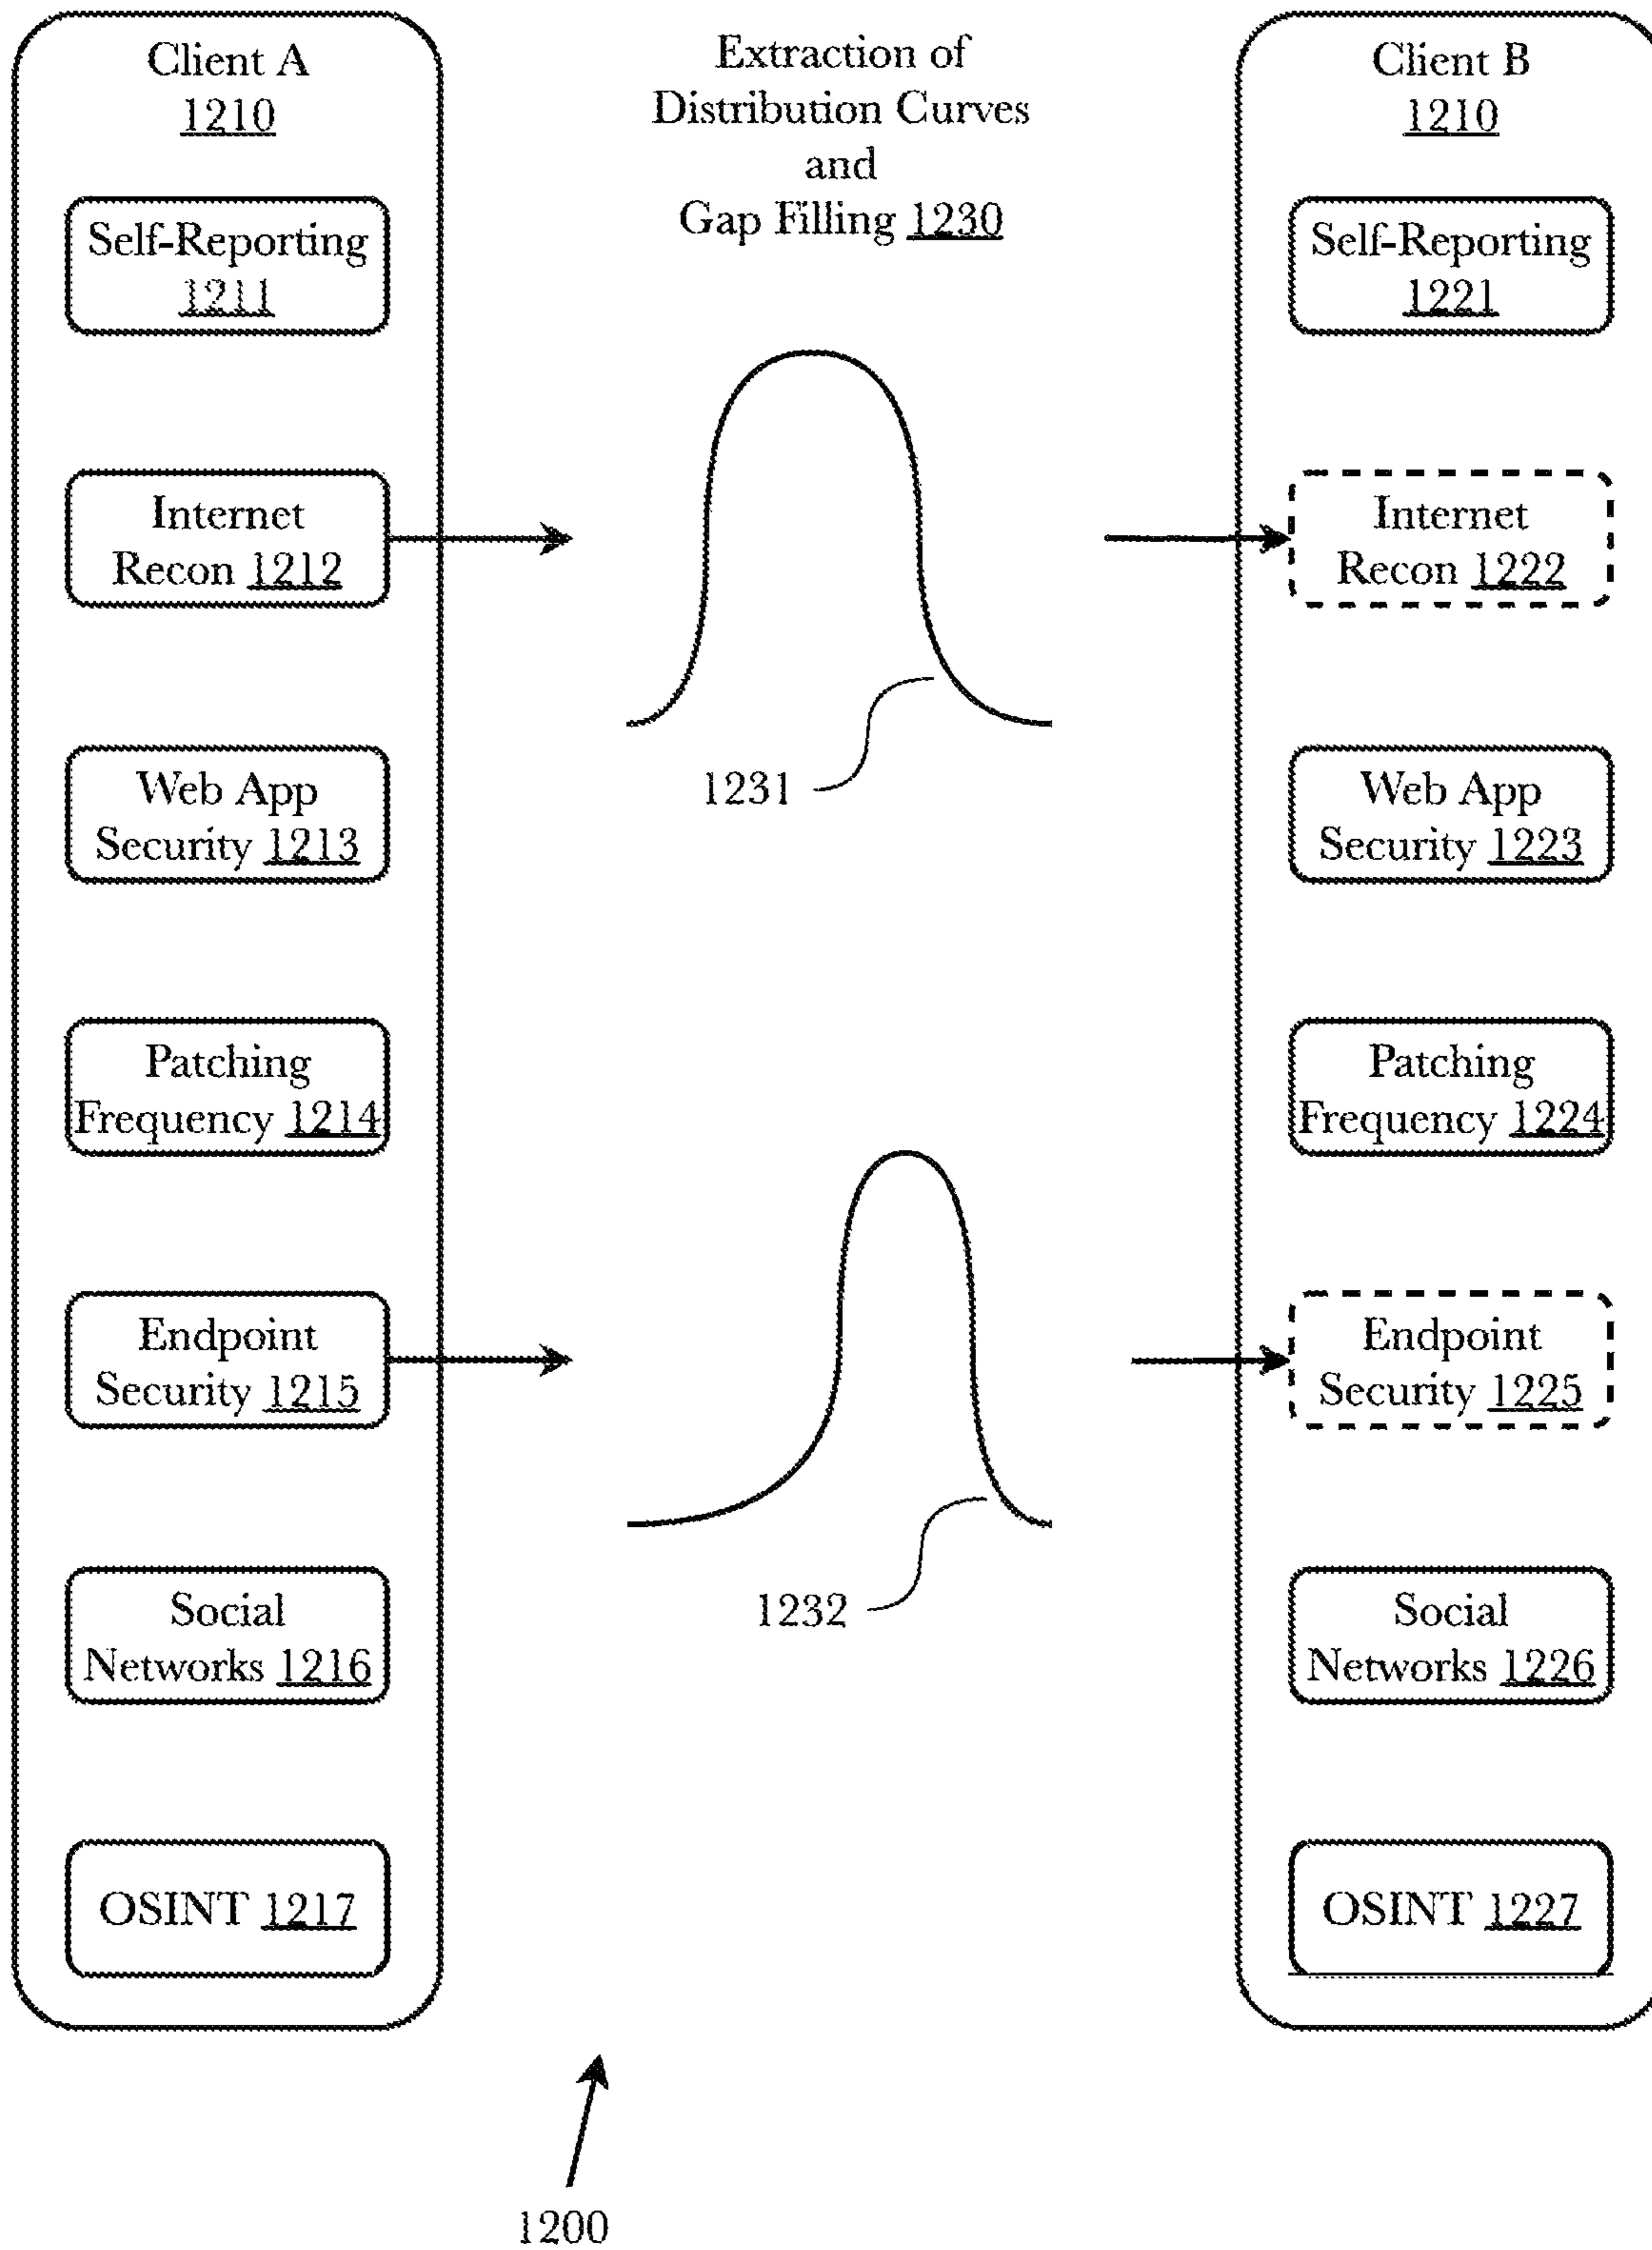 Client A
1210
Self-Reporting
1211
Internet
Recon 1212
Web App
Security 1213
Patching
Frequency 1214
Endpoint
Security 1215
Social
Networks 1216
OSINT 1217
Extraction of
Distribution Curves
and
Gap Filling 1230
1231
1232
Client B
1210
Self-Reporting
1221
Internet
Recon 1222
Web App
Security 1223
Patching
Frequency 1224
Endpoint
Security 1225
Social
Networks 1226
OSINT 1227
1200